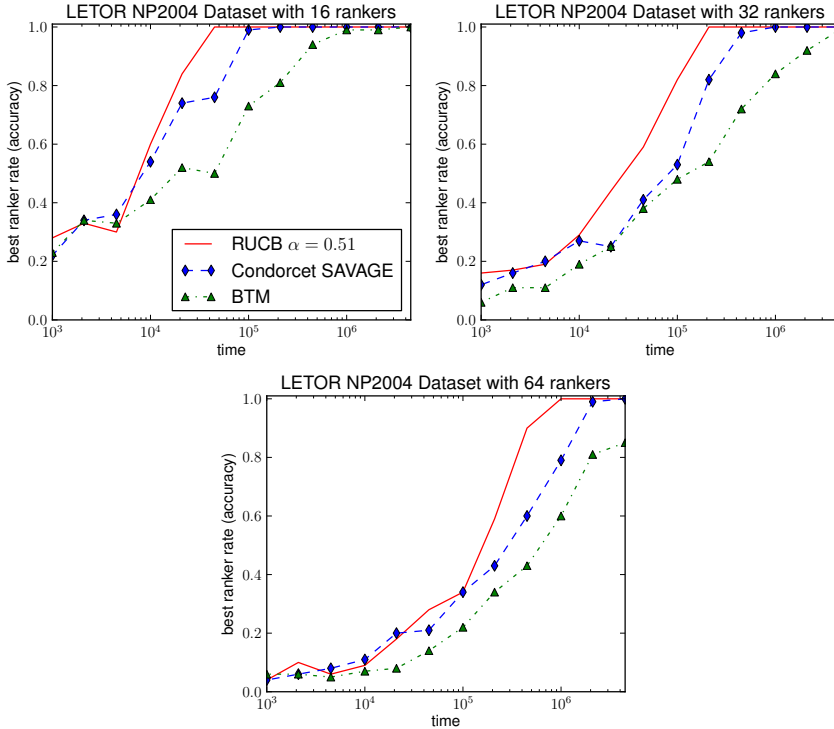 LETOR NP2004 Dataset with 16 rankers
best ranker rate (accuracy)
1.0
0.8
0.6
0.4
0.2
0.0
RUCB α = 0.51
Condorcet SAVAGE
BTM
10³ 10⁴ 10⁵ 10⁶
time
LETOR NP2004 Dataset with 32 rankers
best ranker rate (accuracy)
1.0
0.8
0.6
0.4
0.2
0.0
10³ 10⁴ 10⁵ 10⁶
time
LETOR NP2004 Dataset with 64 rankers
best ranker rate (accuracy)
1.0
0.8
0.6
0.4
0.2
0.0
10³ 10⁴ 10⁵ 10⁶
time